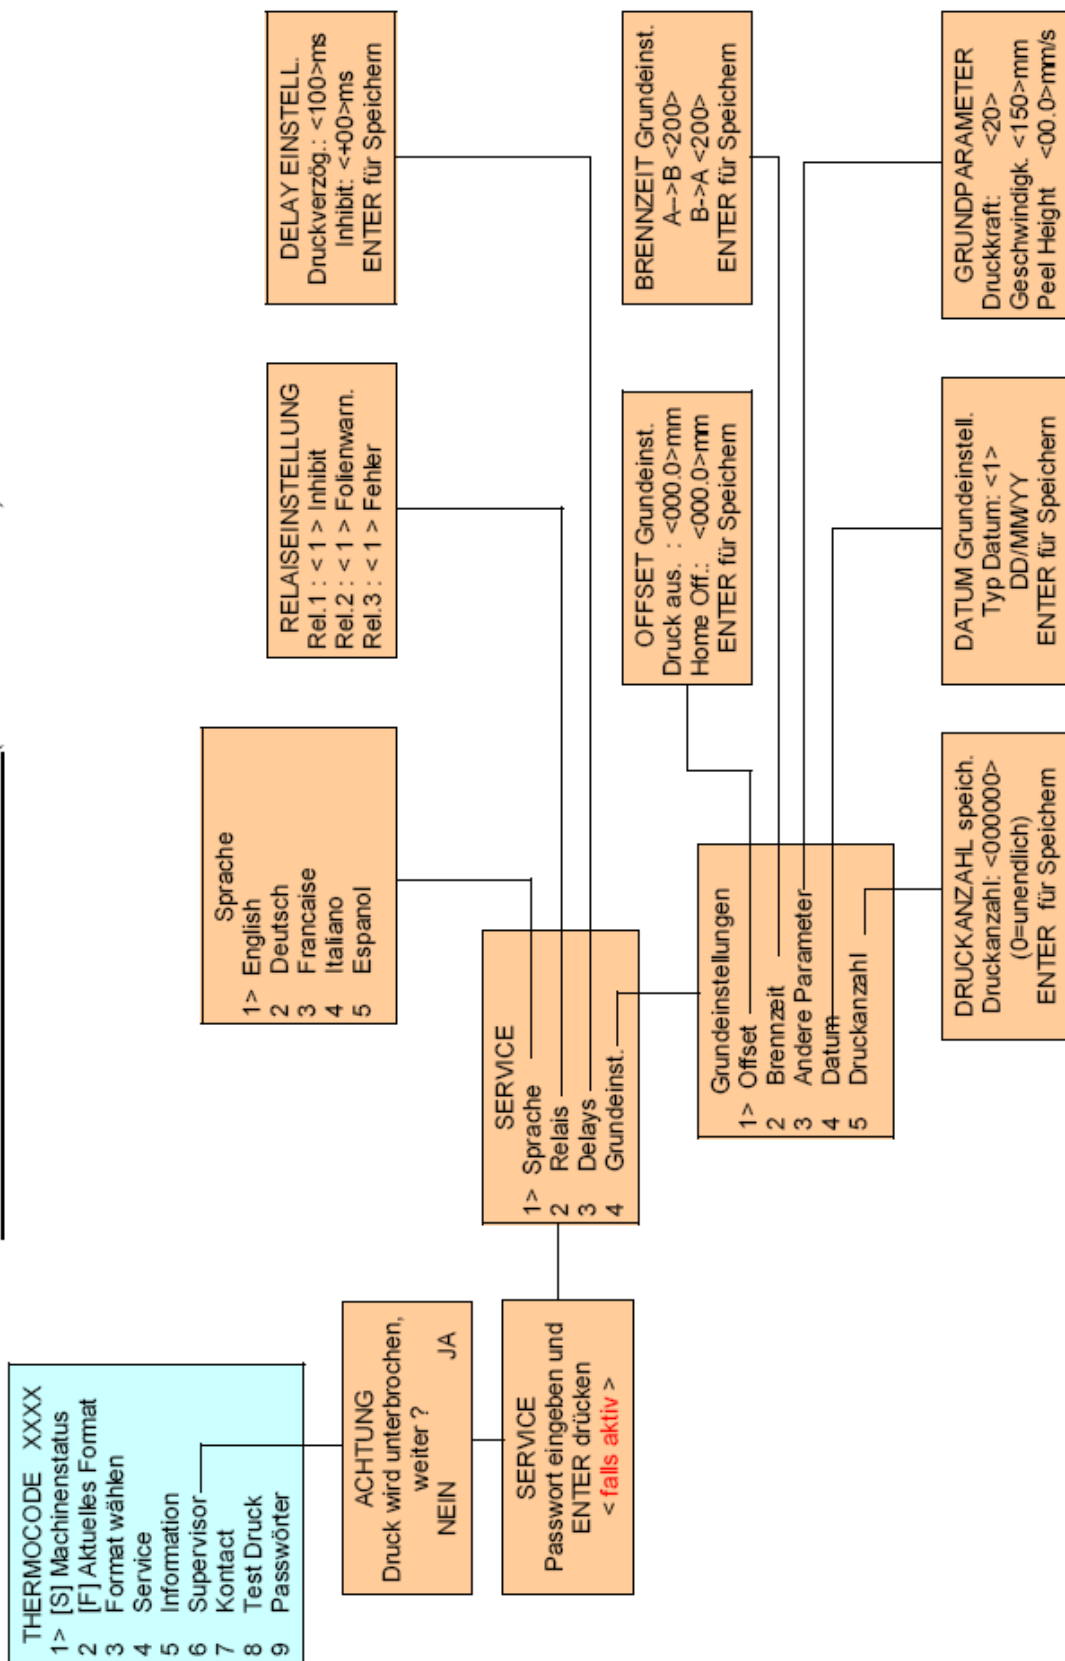 THERMOCODE XXXX
1> [S] Machinenstatus
2 [F] Aktuelles Format
3 Format wählen
4 Service
5 Information
6 Supervisor
7 Kontact
8 Test Druck
9 Passwörter
ACHTUNG
Druck wird unterbrochen,
weiter ?
NEIN JA
SERVICE
Passwort eingeben und
ENTER drücken
< falls aktiv >
SERVICE
1> Sprache
2 Relais
3 Delays
4 Grundeinst.
Sprache
1> English
2 Deutsch
3 Francaise
4 Italiano
5 Espanol
RELAISEINSTELLUNG
Rel.1 : < 1 > Inhibit
Rel.2 : < 1 > Folienwarn.
Rel.3 : < 1 > Fehler
DELAY EINSTELL.
Druckverzög.: <100>ms
Inhibit: <+00>ms
ENTER für Speichern
Grundeinstellungen
1> Offset
2 Brennzeit
3 Andere Parameter
4 Datum
5 Druckanzahl
OFFSET Grundeinst.
Druck aus. : <000.0>mm
Home Off.: <000.0>mm
ENTER für Speichern
BRENNZEIT Grundeinst.
A-->B <200>
B->A <200>
ENTER für Speichern
DRUCKANZAHL speich.
Druckanzahl: <000000>
(0=unendlich)
ENTER für Speichern
DATUM Grundeinstell.
Typ Datum: <1>
DD/MM/YY
ENTER für Speichern
GRUNDPARAMETER
Druckkraft: <20>
Geschwindigk. <150>mm
Peel Height <00.0>mm/s